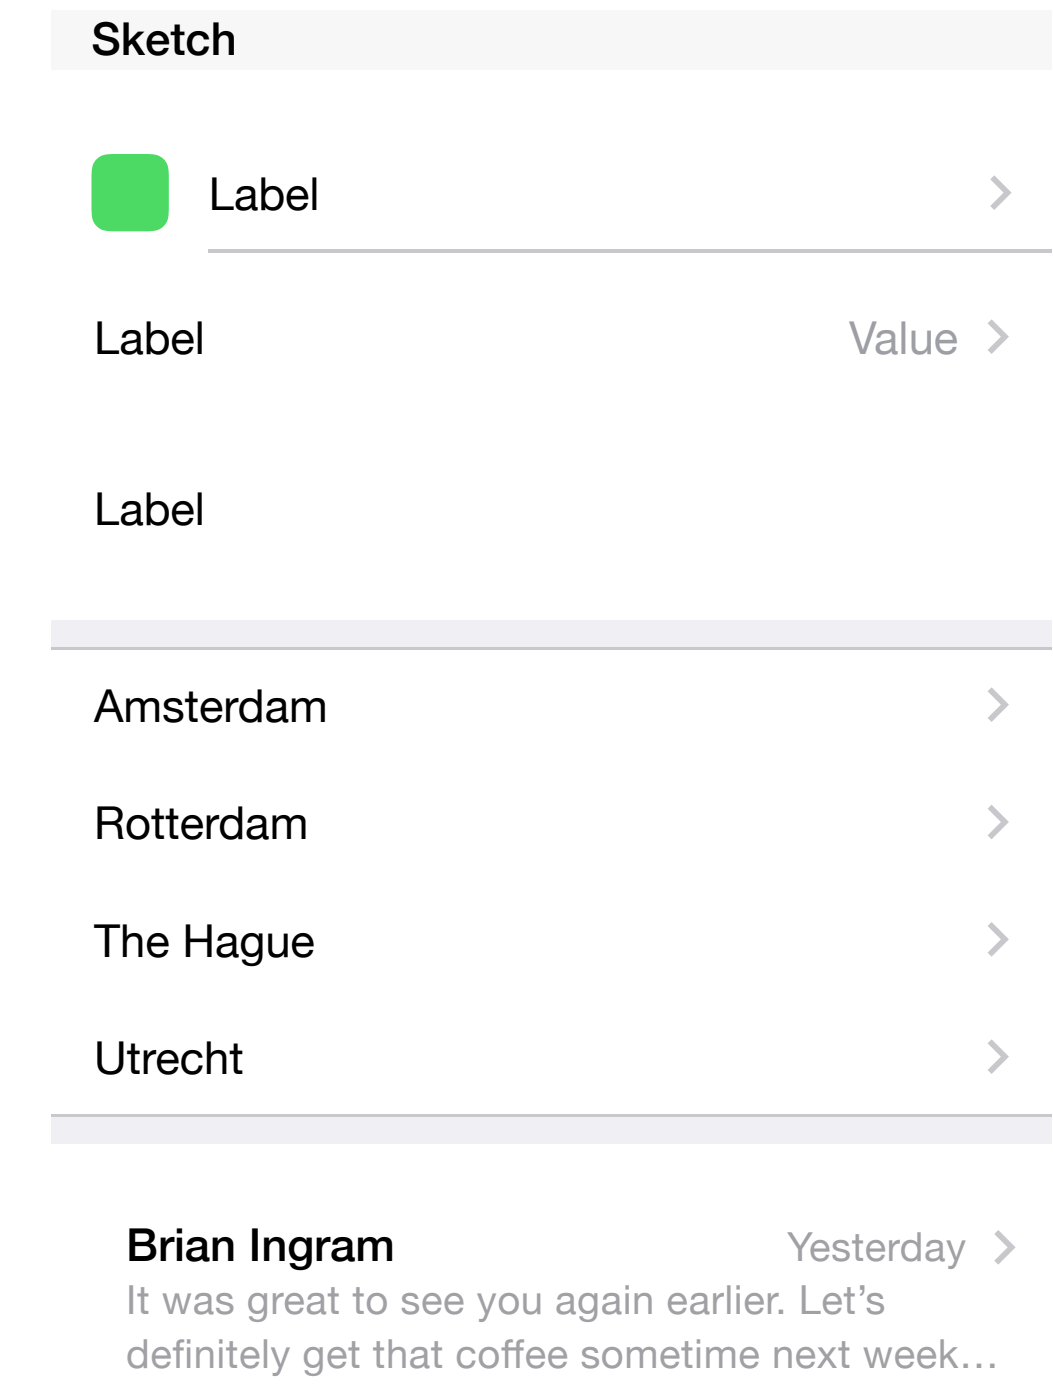 Sketch
Label
Label Value
Label
Amsterdam
Rotterdam
The Hague
Utrecht
Brian Ingram Yesterday
It was great to see you again earlier. Let’s
definitely get that coffee sometime next week…